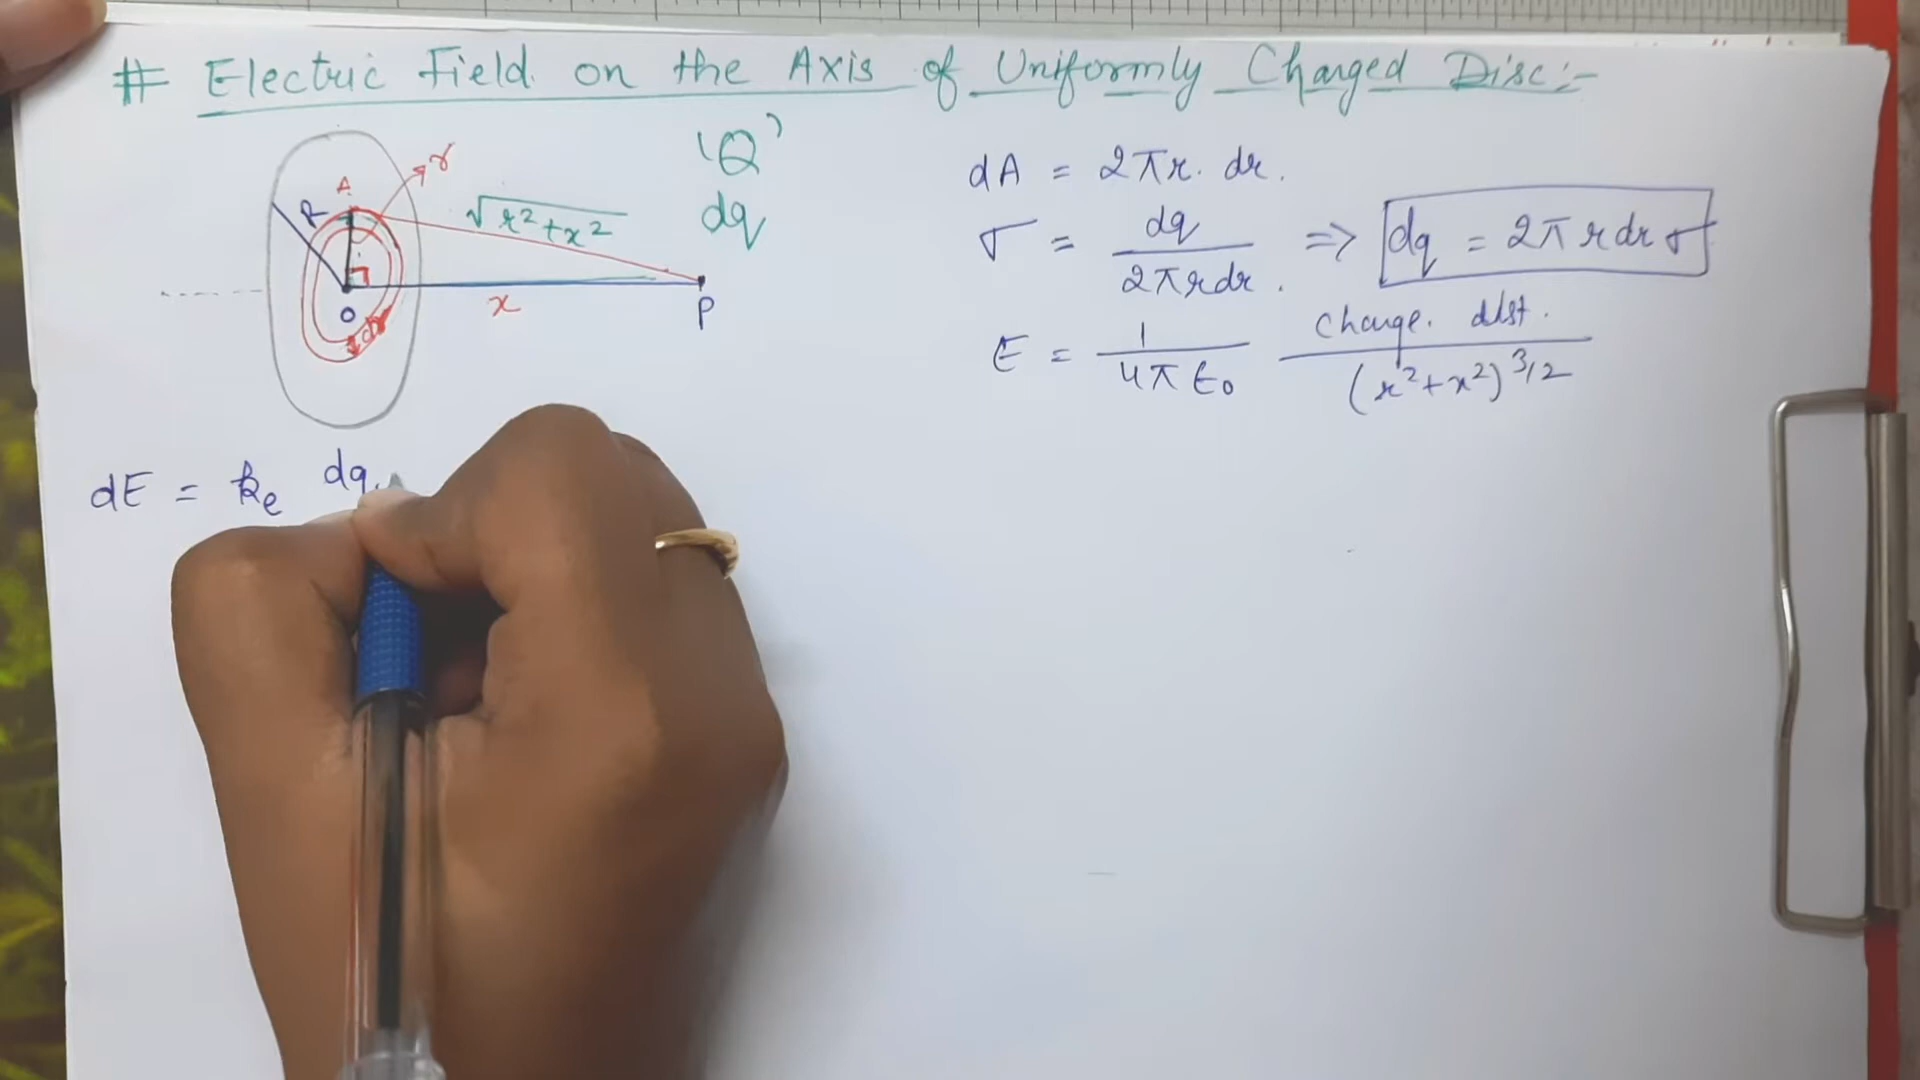 # Electric Field on the Axis of Uniformly Charged Disc :-
'Q'
dq
A
r
R
√r²+x²
O
dr
x
P
dA = 2πr. dr.
σ = dq / 2πrdr. => dq = 2πrdrσ
E = 1 / 4πε₀ charge. dist. / (r²+x²)^3/2
dE = ke dq.